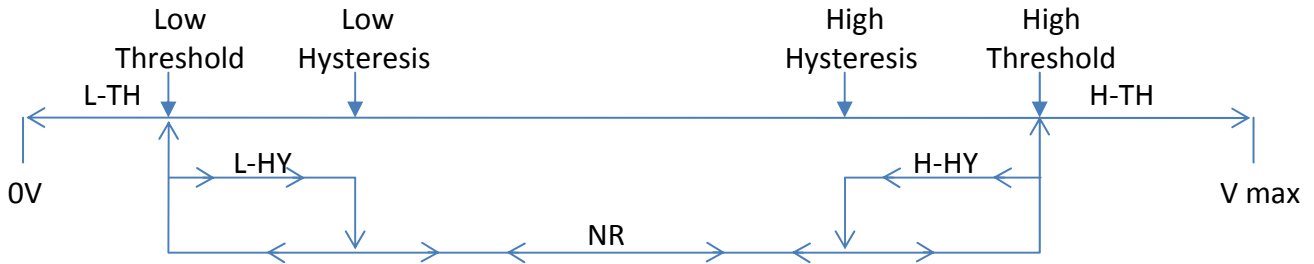 Low
Threshold
Low
Hysteresis
High
Hysteresis
High
Threshold
L-TH
H-TH
L-HY
H-HY
0V
V max
NR